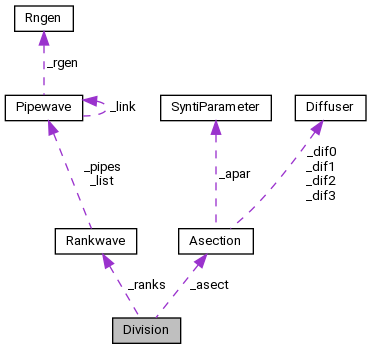 Rngen
_rgen
Pipewave
_link
SyntiParameter
Diffuser
_pipes
_list
_apar
_dif0
_dif1
_dif2
_dif3
Rankwave
Asection
_ranks
_asect
Division